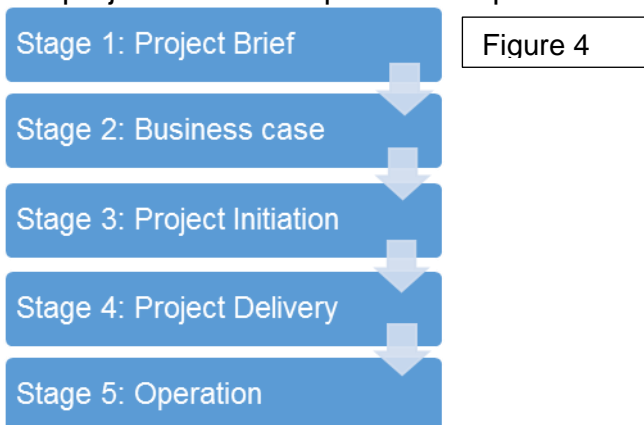 Stage 1: Project Brief
Figure 4
Stage 2: Business case
Stage 3: Project Initiation
Stage 4: Project Delivery
Stage 5: Operation